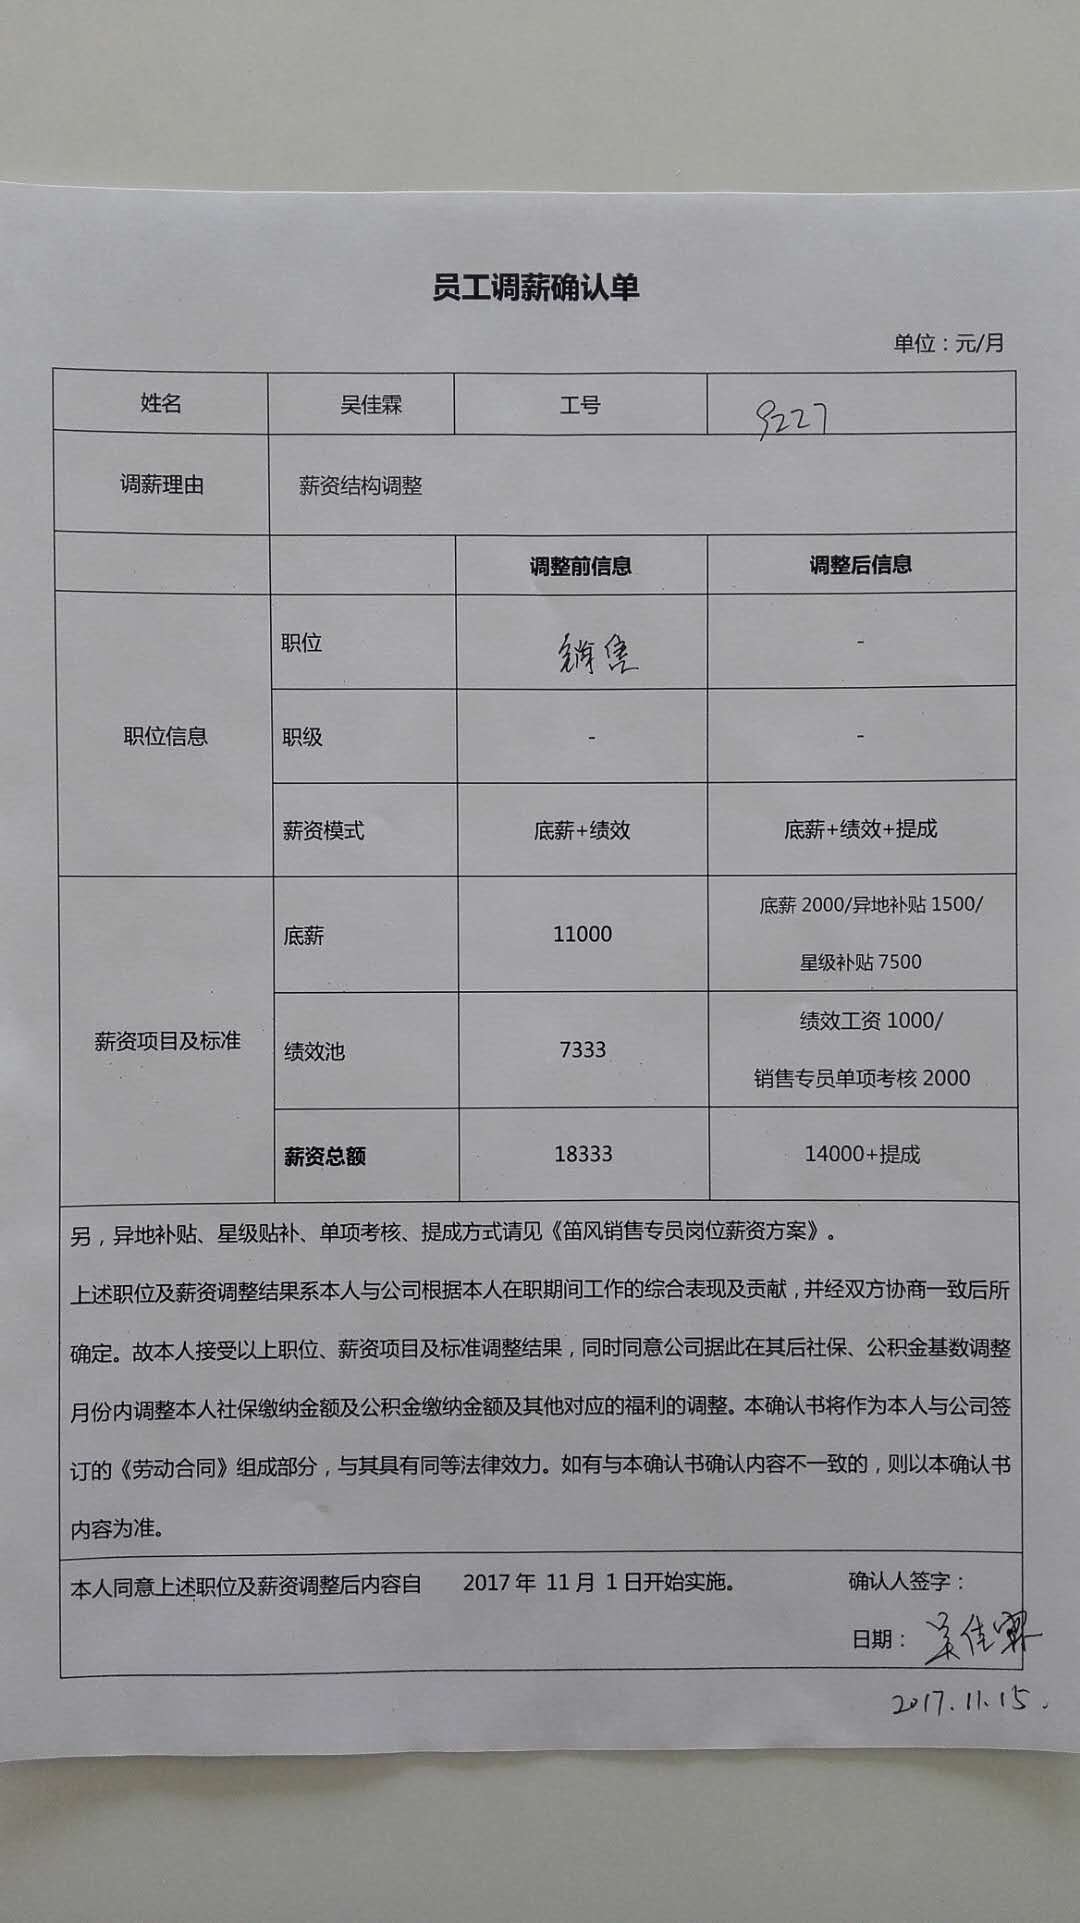 员工调薪确认单
单位：元/月
姓名 吴佳霖 工号 9227
调薪理由 薪资结构调整
调整前信息 调整后信息
职位信息
职位 销售 -
职级 - -
薪资模式 底薪+绩效 底薪+绩效+提成
薪资项目及标准
底薪 11000 底薪 2000/异地补贴 1500/
星级补贴 7500
绩效池 7333 绩效工资 1000/
销售专员单项考核 2000
薪资总额 18333 14000+提成
另，异地补贴、星级贴补、单项考核、提成方式请见《笛风销售专员岗位薪资方案》。
上述职位及薪资调整结果系本人与公司根据本人在职期间工作的综合表现及贡献，并经双方协商一致后所
确定。故本人接受以上职位、薪资项目及标准调整结果，同时同意公司据此在其后社保、公积金基数调整
月份内调整本人社保缴纳金额及公积金缴纳金额及其他对应的福利的调整。本确认书将作为本人与公司签
订的《劳动合同》组成部分，与其具有同等法律效力。如有与本确认书确认内容不一致的，则以本确认书
内容为准。
本人同意上述职位及薪资调整后内容自 2017 年 11 月 1 日开始实施。 确认人签字：
日期： 吴佳霖
2017.11.15.